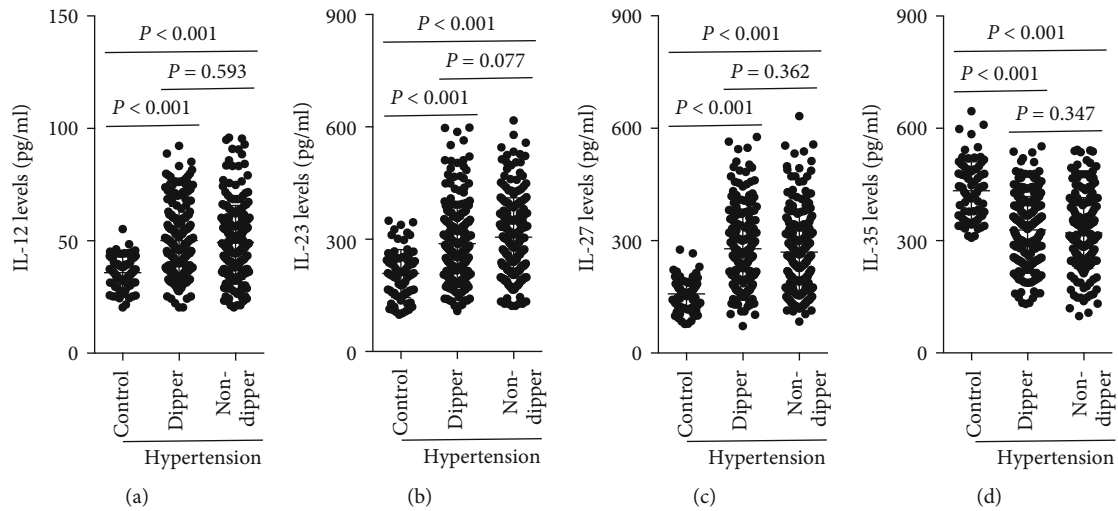 IL-12 levels (pg/ml)
150
100
50
0
P < 0.001
P = 0.593
P < 0.001
Control
Dipper
Non-
dipper
Hypertension
(a)
IL-23 levels (pg/ml)
900
600
300
0
P < 0.001
P = 0.077
P < 0.001
Control
Dipper
Non-
dipper
Hypertension
(b)
IL-27 levels (pg/ml)
900
600
300
0
P < 0.001
P = 0.362
P < 0.001
Control
Dipper
Non-
dipper
Hypertension
(c)
IL-35 levels (pg/ml)
900
600
300
0
P < 0.001
P < 0.001
P = 0.347
Control
Dipper
Non-
dipper
Hypertension
(d)